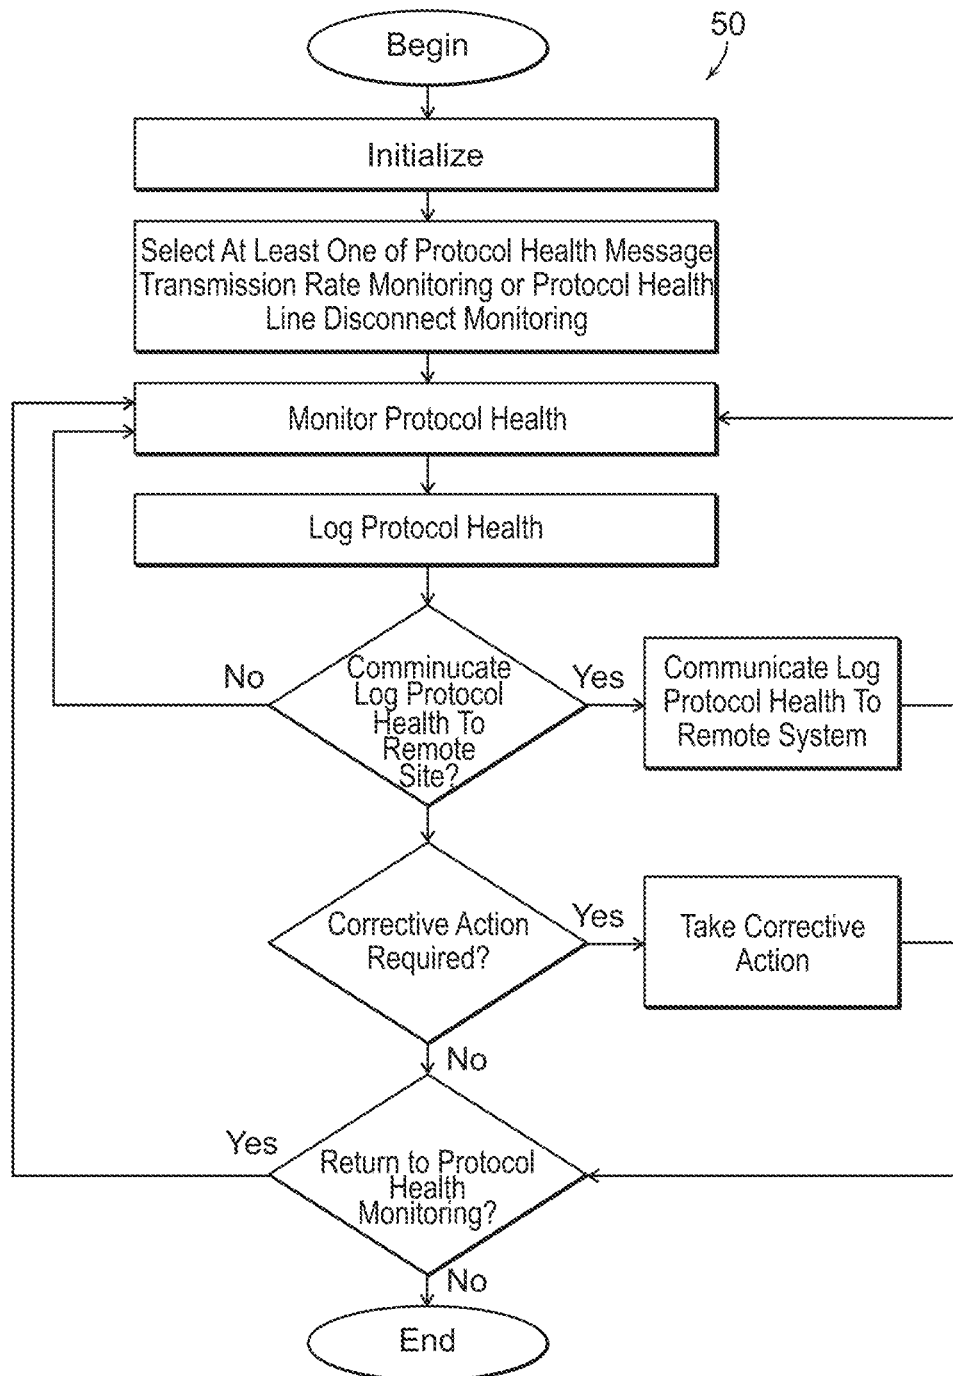 50
Begin
Initialize
Select At Least One of Protocol Health Message
Transmission Rate Monitoring or Protocol Health
Line Disconnect Monitoring
Monitor Protocol Health
Log Protocol Health
No
Comminucate
Log Protocol
Health To
Remote
Site?
Yes
Communicate Log
Protocol Health To
Remote System
Corrective Action
Required?
Yes
Take Corrective
Action
No
Yes
Return to Protocol
Health
Monitoring?
No
End